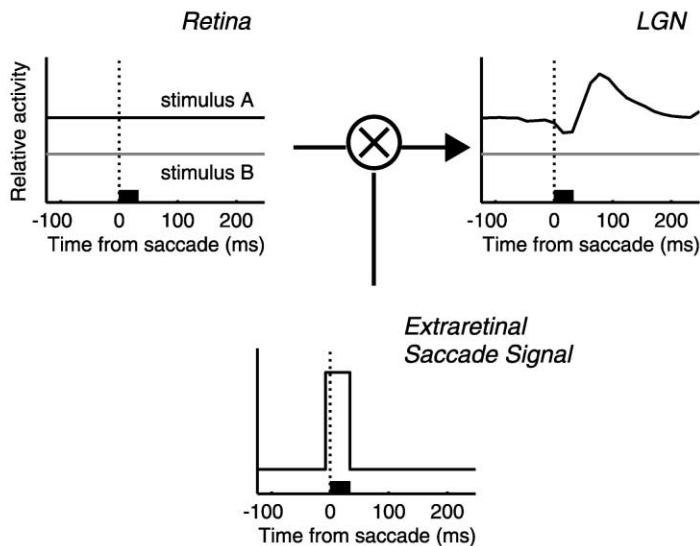 Retina
LGN
Relative activity
stimulus A
stimulus B
-100 0 100 200
Time from saccade (ms)
-100 0 100 200
Time from saccade (ms)
Extraretinal
Saccade Signal
-100 0 100 200
Time from saccade (ms)